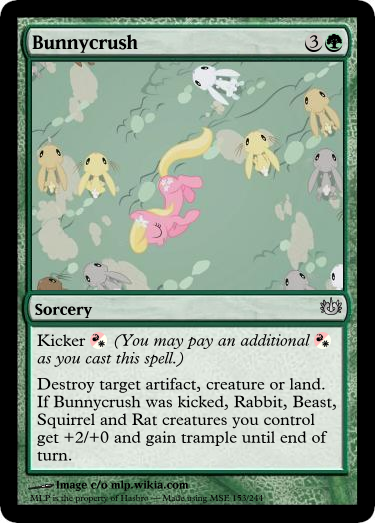 Bunnycrush 3
Sorcery
Kicker (You may pay an additional
as you cast this spell.)
Destroy target artifact, creature or land.
If Bunnycrush was kicked, Rabbit, Beast,
Squirrel and Rat creatures you control
get +2/+0 and gain trample until end of
turn.
Image c/o mlp.wikia.com
MLP is the property of Hasbro — Made using MSE 153/244